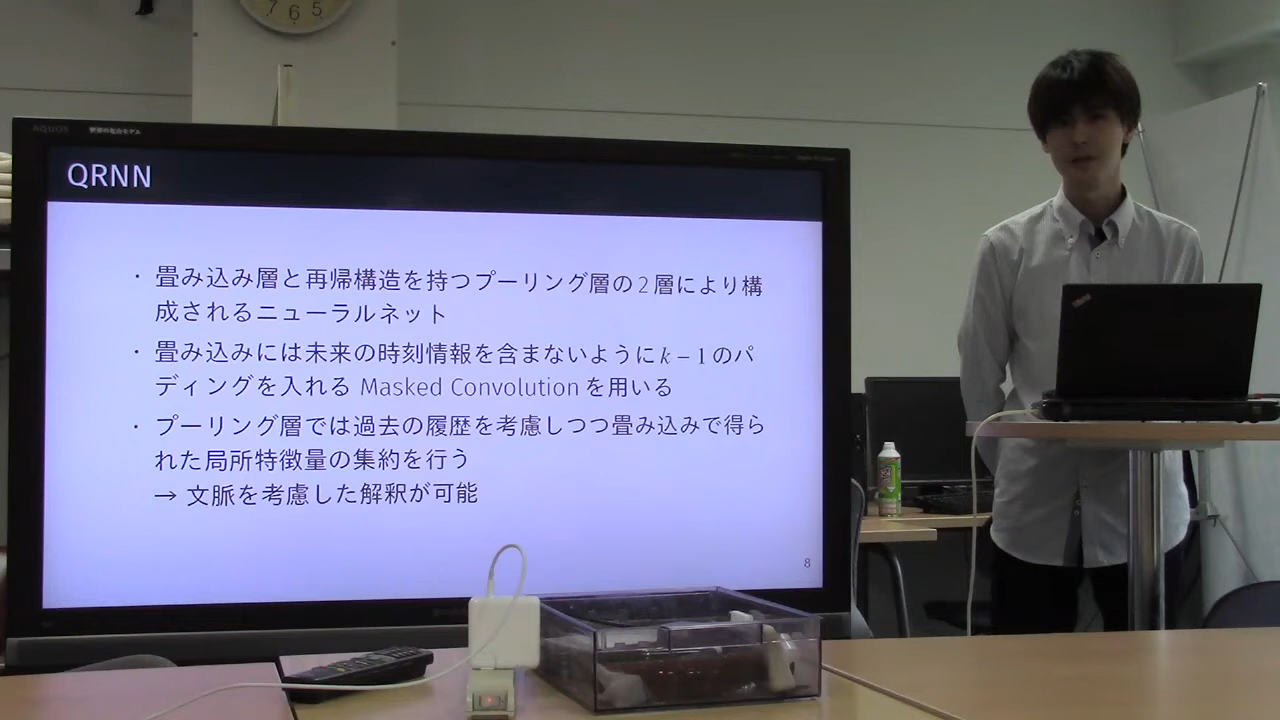 7 6 5
AQUOS
QRNN
・畳み込み層と再帰構造を持つプーリング層の2層により構
成されるニューラルネット
・畳み込みには未来の時刻情報を含まないようにk−1のパ
ディングを入れる Masked Convolution を用いる
・プーリング層では過去の履歴を考慮しつつ畳み込みで得ら
れた局所特徴量の集約を行う
→ 文脈を考慮した解釈が可能
8